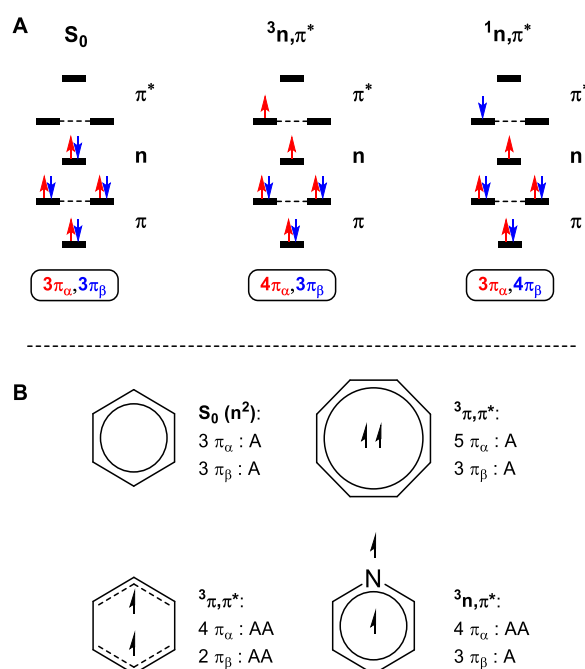 A
S₀ ³n,π* ¹n,π*
π* π* π*
n n n
π π π
3πα,3πβ 4πα,3πβ 3πα,4πβ
B
S₀ (n²):
3 πα : A
3 πβ : A
³π,π*:
5 πα : A
3 πβ : A
³π,π*:
4 πα : AA
2 πβ : AA
N
³n,π*:
4 πα : AA
3 πβ : A